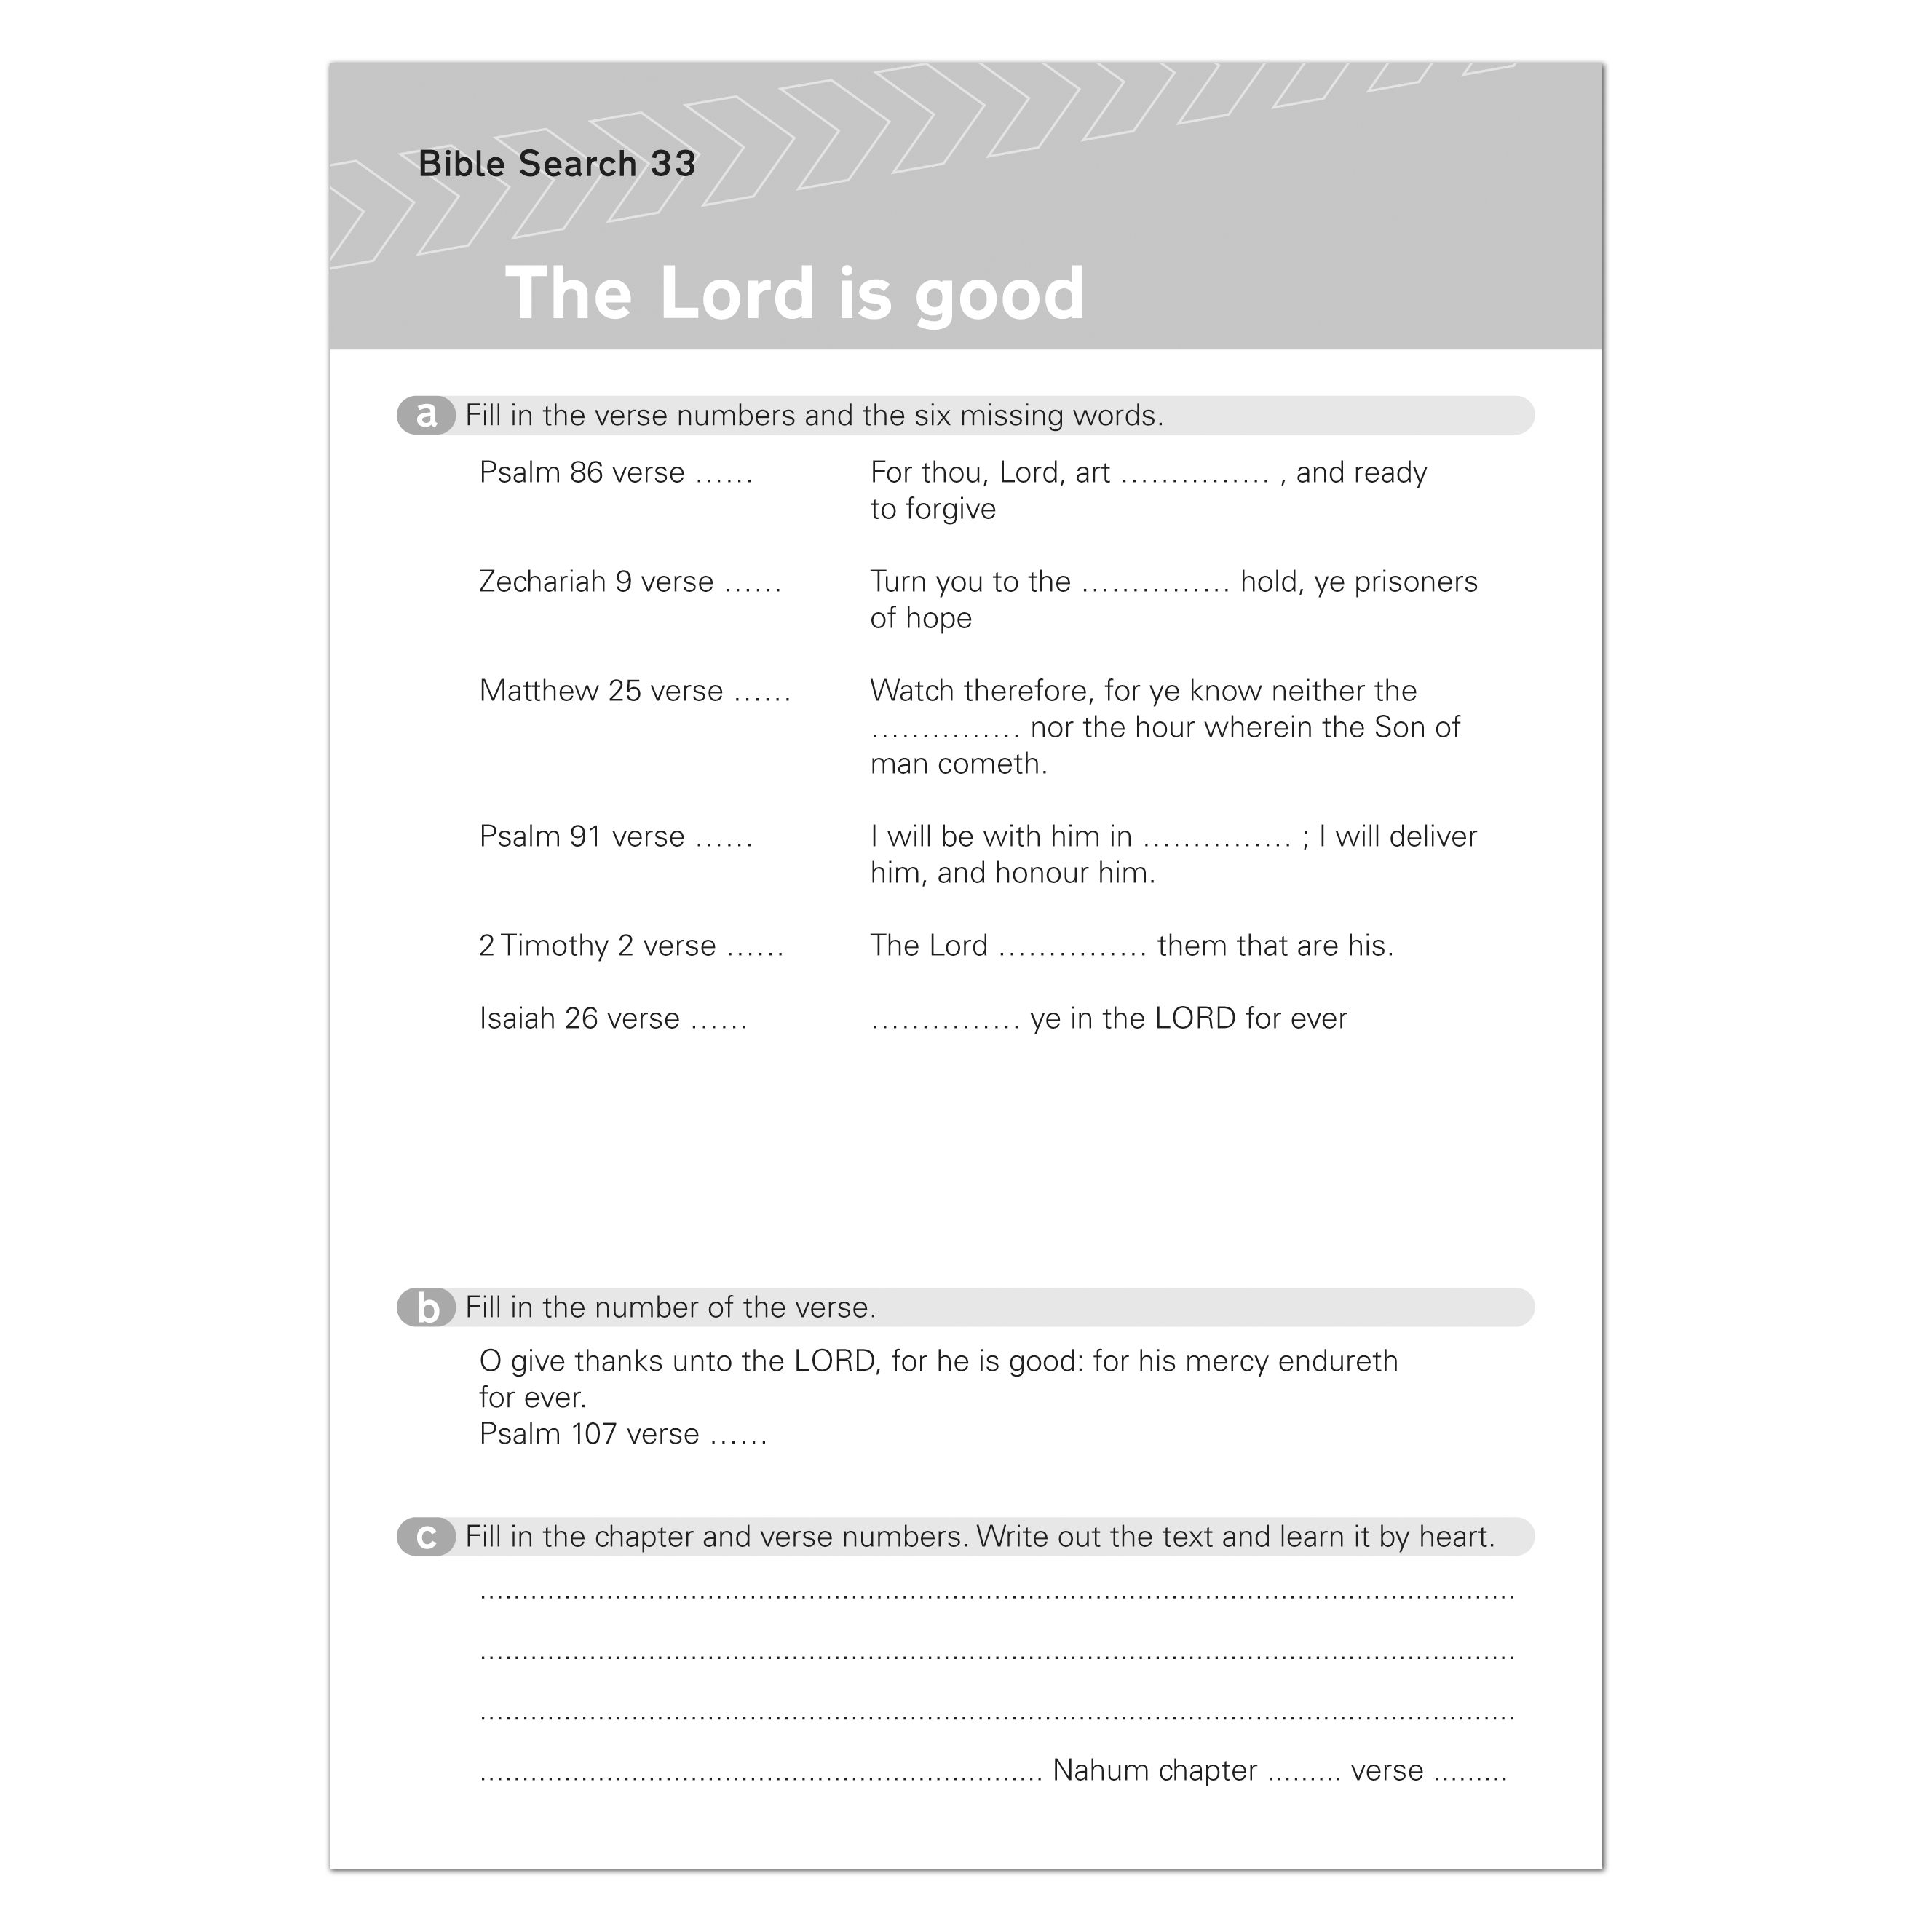 Bible Search 33
The Lord is good
a Fill in the verse numbers and the six missing words.
Psalm 86 verse ...... For thou, Lord, art ............... , and ready
to forgive
Zechariah 9 verse ...... Turn you to the ............... hold, ye prisoners
of hope
Matthew 25 verse ...... Watch therefore, for ye know neither the
............... nor the hour wherein the Son of
man cometh.
Psalm 91 verse ...... I will be with him in ............... ; I will deliver
him, and honour him.
2 Timothy 2 verse ...... The Lord ............... them that are his.
Isaiah 26 verse ...... ............... ye in the LORD for ever
b Fill in the number of the verse.
O give thanks unto the LORD, for he is good: for his mercy endureth
for ever.
Psalm 107 verse ......
c Fill in the chapter and verse numbers. Write out the text and learn it by heart.
Nahum chapter ......... verse .........